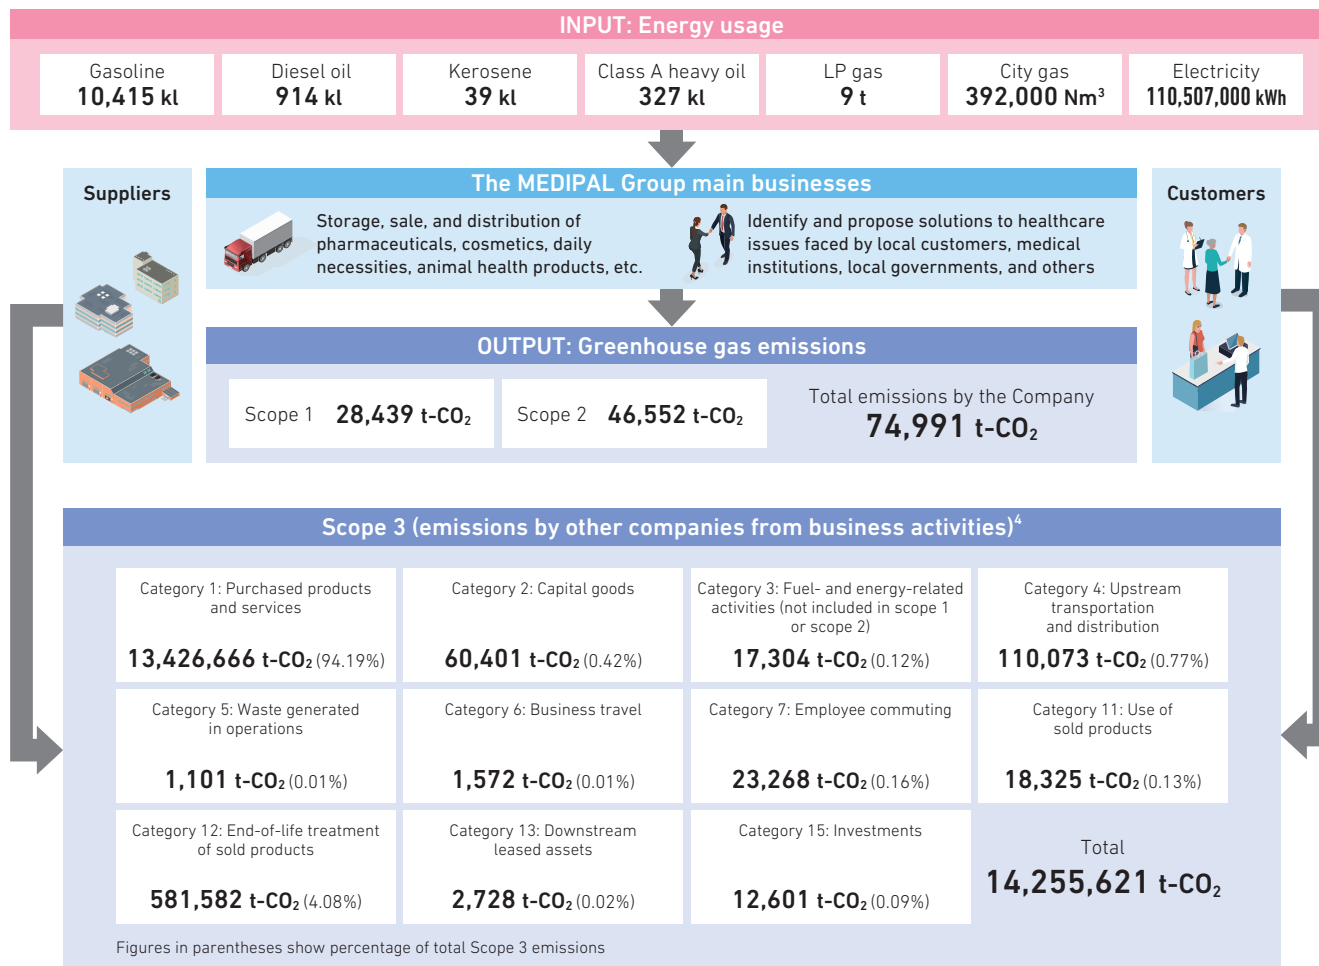 INPUT: Energy usage
Gasoline
10,415 kl
Diesel oil
914 kl
Kerosene
39 kl
Class A heavy oil
327 kl
LP gas
9 t
City gas
392,000 Nm³
Electricity
110,507,000 kWh
Suppliers
The MEDIPAL Group main businesses
Storage, sale, and distribution of
pharmaceuticals, cosmetics, daily
necessities, animal health products, etc.
Identify and propose solutions to healthcare
issues faced by local customers, medical
institutions, local governments, and others
Customers
OUTPUT: Greenhouse gas emissions
Scope 1 28,439 t-CO₂
Scope 2 46,552 t-CO₂
Total emissions by the Company
74,991 t-CO₂
Scope 3 (emissions by other companies from business activities)⁴
Category 1: Purchased products
and services
13,426,666 t-CO₂ (94.19%)
Category 2: Capital goods
60,401 t-CO₂ (0.42%)
Category 3: Fuel- and energy-related
activities (not included in scope 1
or scope 2)
17,304 t-CO₂ (0.12%)
Category 4: Upstream
transportation
and distribution
110,073 t-CO₂ (0.77%)
Category 5: Waste generated
in operations
1,101 t-CO₂ (0.01%)
Category 6: Business travel
1,572 t-CO₂ (0.01%)
Category 7: Employee commuting
23,268 t-CO₂ (0.16%)
Category 11: Use of
sold products
18,325 t-CO₂ (0.13%)
Category 12: End-of-life treatment
of sold products
581,582 t-CO₂ (4.08%)
Category 13: Downstream
leased assets
2,728 t-CO₂ (0.02%)
Category 15: Investments
12,601 t-CO₂ (0.09%)
Total
14,255,621 t-CO₂
Figures in parentheses show percentage of total Scope 3 emissions